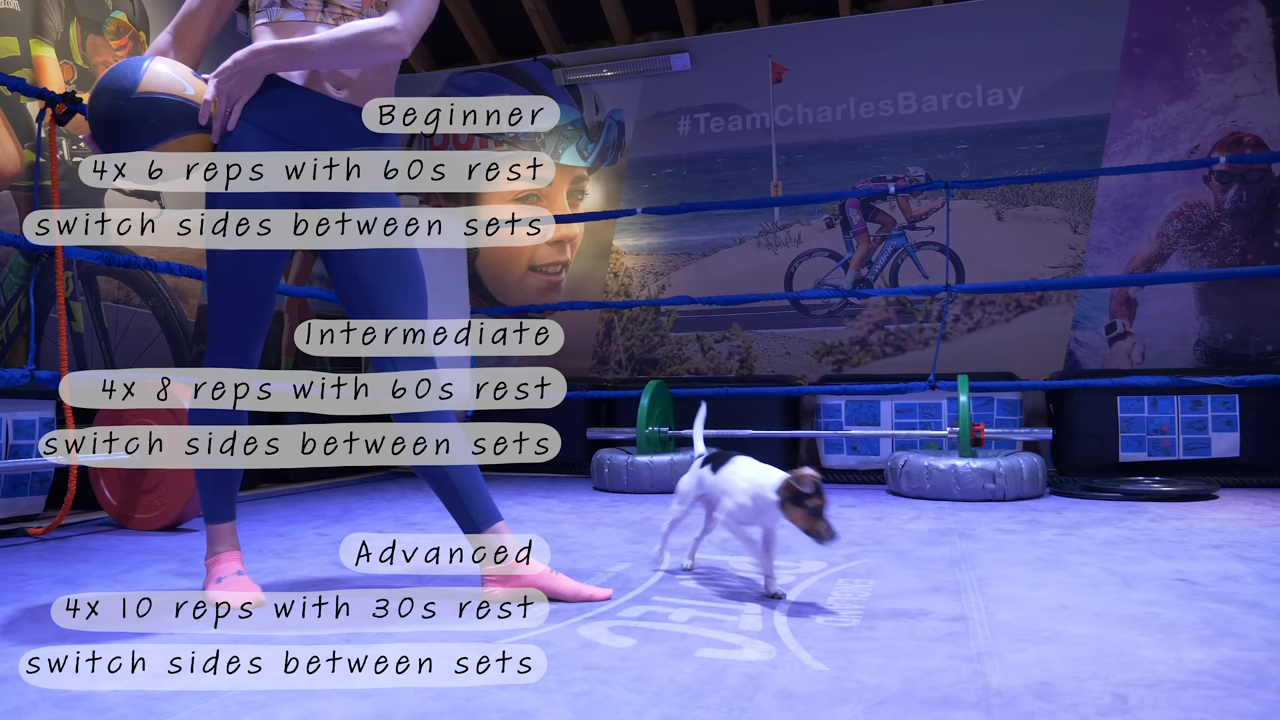 Beginner
4x 6 reps with 60s rest
switch sides between sets
#TeamCharlesBarclay
Intermediate
4x 8 reps with 60s rest
switch sides between sets
Advanced
4x 10 reps with 30s rest
switch sides between sets